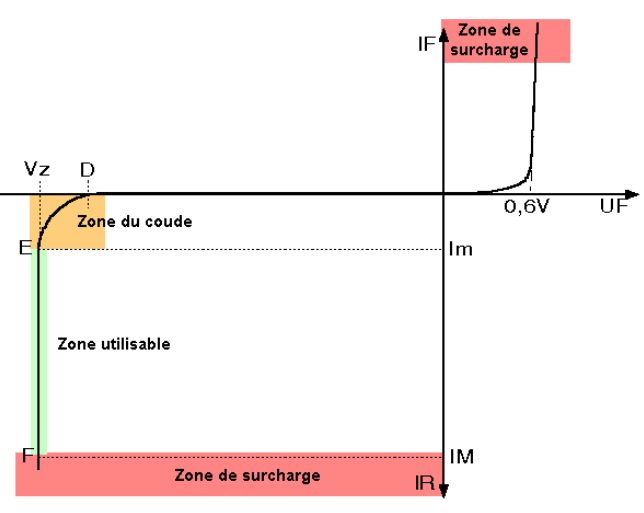 Zone de
surcharge
IF
Vz
D
0,6V
UF
Zone du coude
E
Im
Zone utilisable
F
IM
Zone de surcharge
IR